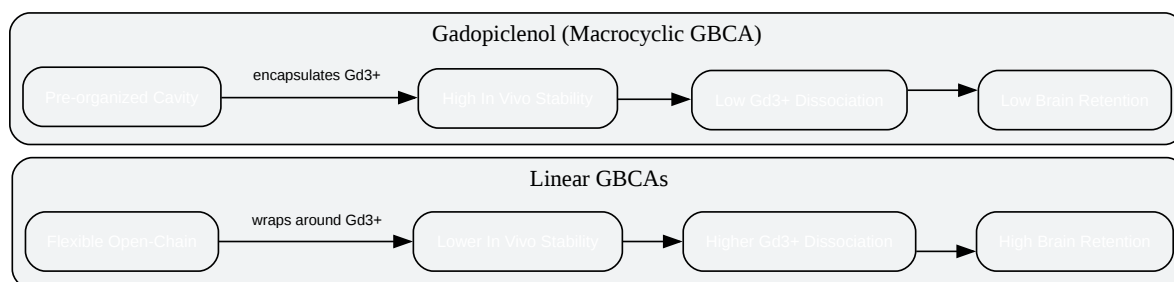 Gadopiclenol (Macrocyclic GBCA)
Pre-organized Cavity
encapsulates Gd3+
High In Vivo Stability
Low Gd3+ Dissociation
Low Brain Retention
Linear GBCAs
Flexible Open-Chain
wraps around Gd3+
Lower In Vivo Stability
Higher Gd3+ Dissociation
High Brain Retention